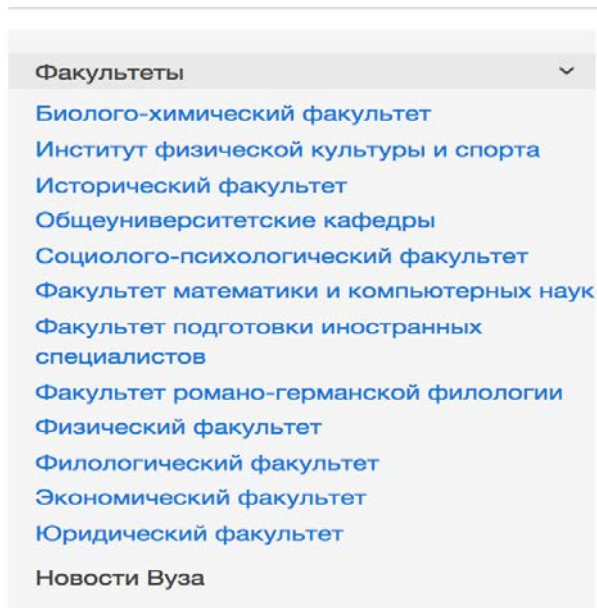 Факультеты
Биолого-химический факультет
Институт физической культуры и спорта
Исторический факультет
Общеуниверситетские кафедры
Социолого-психологический факультет
Факультет математики и компьютерных наук
Факультет подготовки иностранных
специалистов
Факультет романо-германской филологии
Физический факультет
Филологический факультет
Экономический факультет
Юридический факультет
Новости Вуза